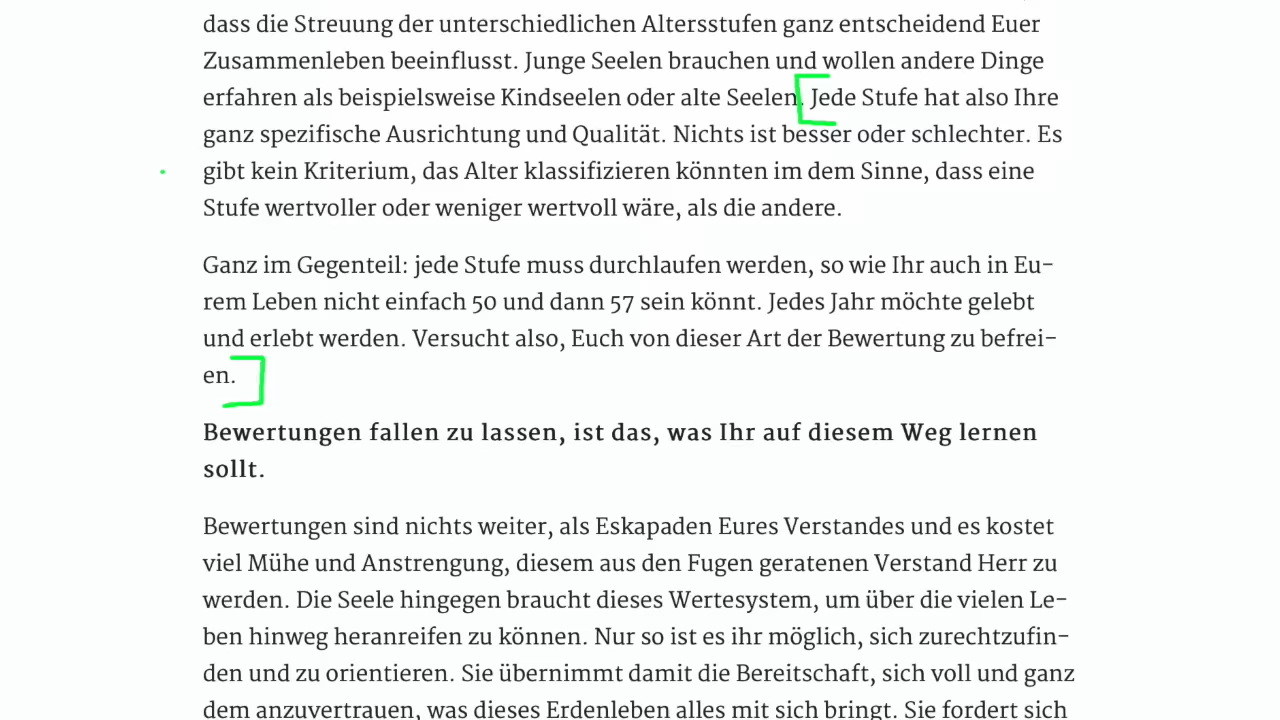 dass die Streuung der unterschiedlichen Altersstufen ganz entscheidend Euer
Zusammenleben beeinflusst. Junge Seelen brauchen und wollen andere Dinge
erfahren als beispielsweise Kindseelen oder alte Seelen. Jede Stufe hat also Ihre
ganz spezifische Ausrichtung und Qualität. Nichts ist besser oder schlechter. Es
gibt kein Kriterium, das Alter klassifizieren könnten im dem Sinne, dass eine
Stufe wertvoller oder weniger wertvoll wäre, als die andere.
Ganz im Gegenteil: jede Stufe muss durchlaufen werden, so wie Ihr auch in Eu-
rem Leben nicht einfach 50 und dann 57 sein könnt. Jedes Jahr möchte gelebt
und erlebt werden. Versucht also, Euch von dieser Art der Bewertung zu befrei-
en.
Bewertungen fallen zu lassen, ist das, was Ihr auf diesem Weg lernen
sollt.
Bewertungen sind nichts weiter, als Eskapaden Eures Verstandes und es kostet
viel Mühe und Anstrengung, diesem aus den Fugen geratenen Verstand Herr zu
werden. Die Seele hingegen braucht dieses Wertesystem, um über die vielen Le-
ben hinweg heranreifen zu können. Nur so ist es ihr möglich, sich zurechtzufin-
den und zu orientieren. Sie übernimmt damit die Bereitschaft, sich voll und ganz
dem anzuvertrauen, was dieses Erdenleben alles mit sich bringt. Sie fordert sich